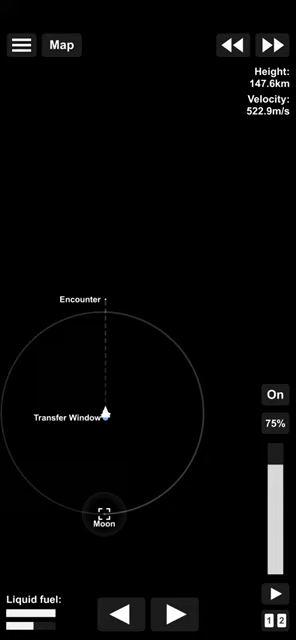 Map
Height:
147.6km
Velocity:
522.9m/s
Encounter
Transfer Window
Moon
On
75%
Liquid fuel:
1 2